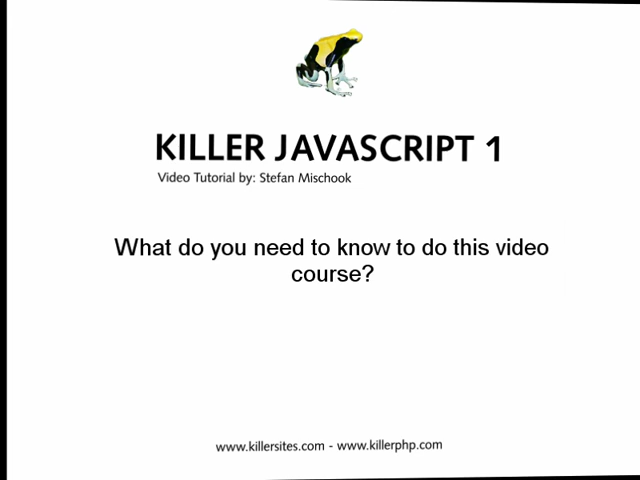 KILLER JAVASCRIPT 1
Video Tutorial by: Stefan Mischook
What do you need to know to do this video
course?
www.killersites.com - www.killerphp.com